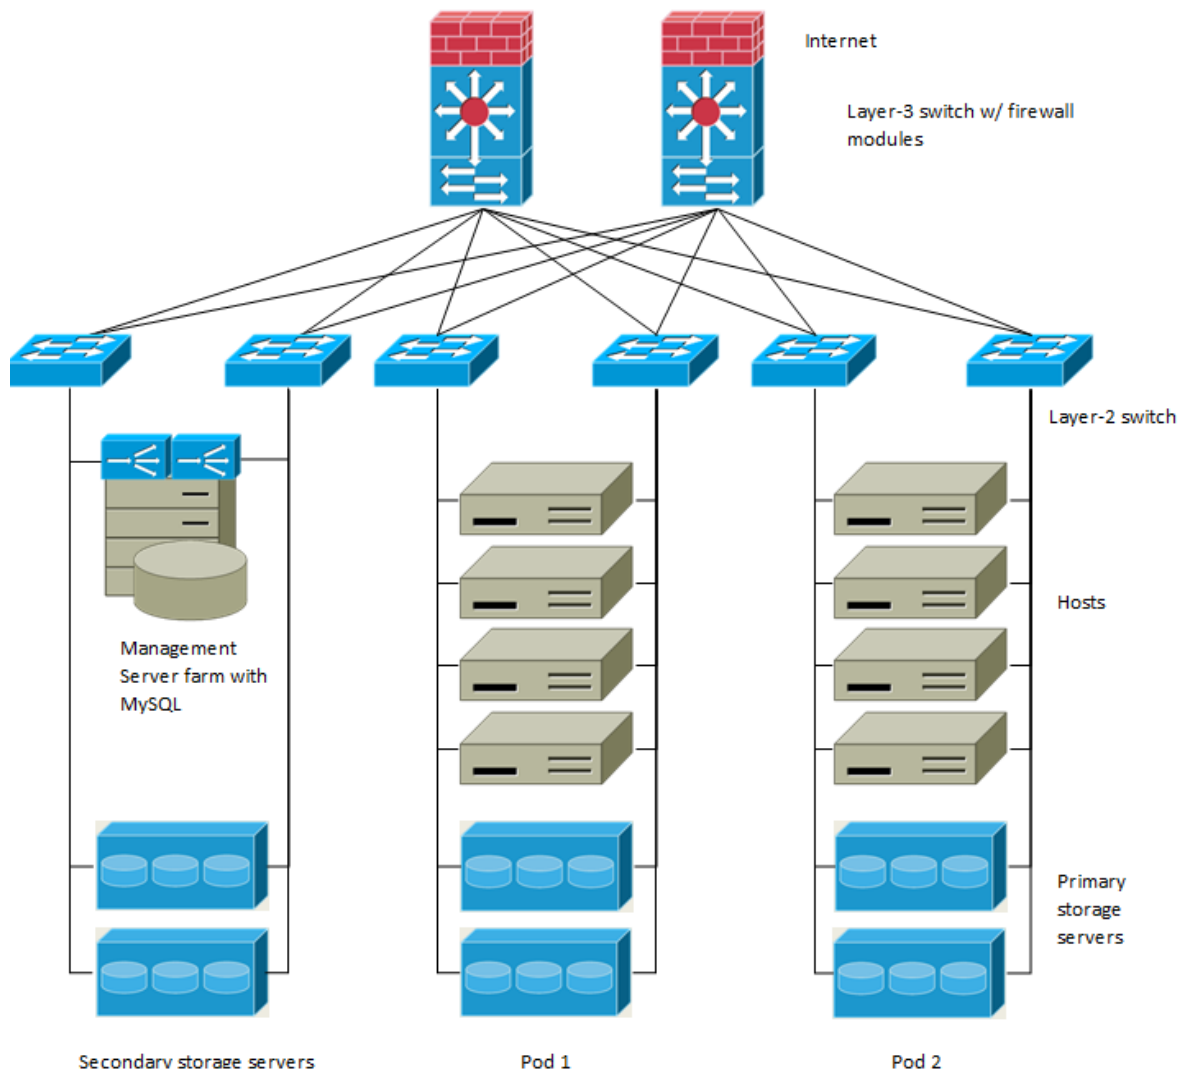 Internet
Layer-3 switch w/ firewall
modules
Layer-2 switch
Hosts
Management
Server farm with
MySQL
Primary
storage
servers
Secondary storage servers
Pod 1
Pod 2